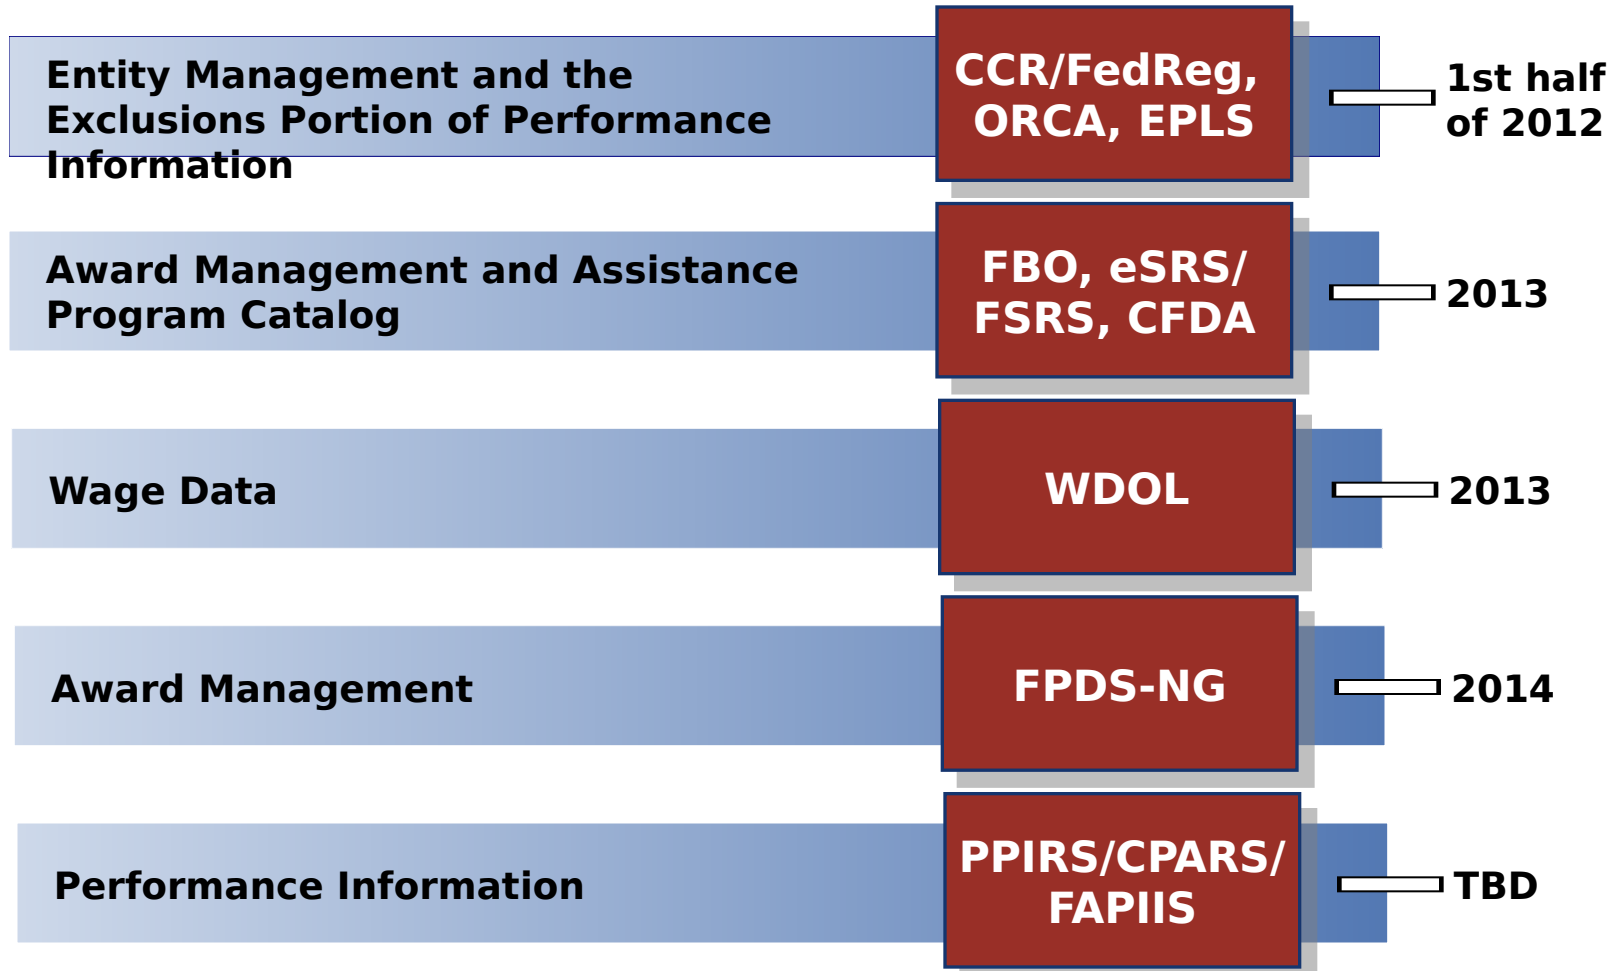 Entity Management and the
Exclusions Portion of Performance
Information
CCR/FedReg,
ORCA, EPLS
1st half
of 2012
Award Management and Assistance
Program Catalog
FBO, eSRS/
FSRS, CFDA
2013
Wage Data
WDOL
2013
Award Management
FPDS-NG
2014
Performance Information
PPIRS/CPARS/
FAPIIS
TBD